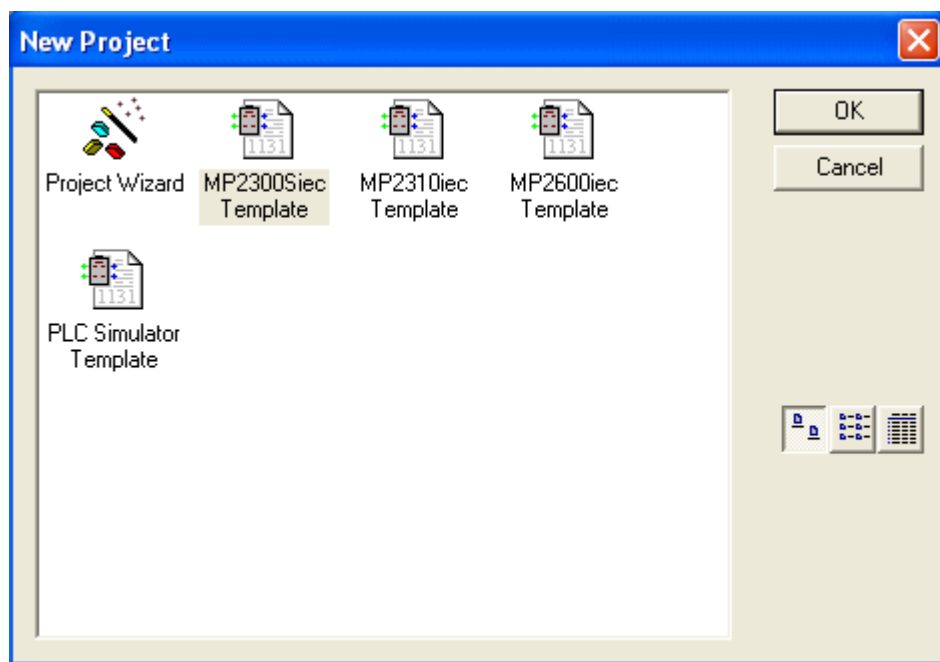 New Project
Project Wizard
MP2300Siec
Template
MP2310iec
Template
MP2600iec
Template
PLC Simulator
Template
OK
Cancel
1131
1131
1131
1131